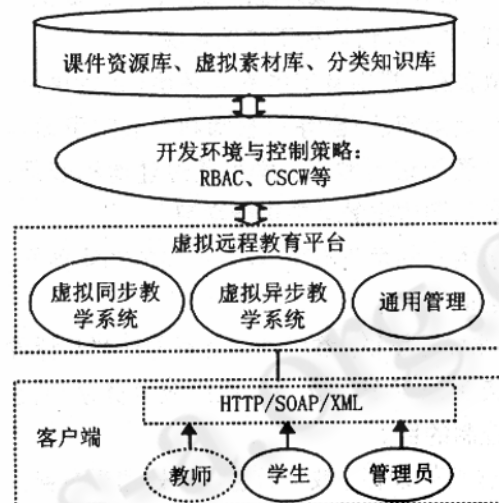 课件资源库、虚拟素材库、分类知识库
开发环境与控制策略：
RBAC、CSCW等
虚拟远程教育平台
虚拟同步教
学系统
虚拟异步教
学系统
通用管理
HTTP/SOAP/XML
客户端
教师
学生
管理员